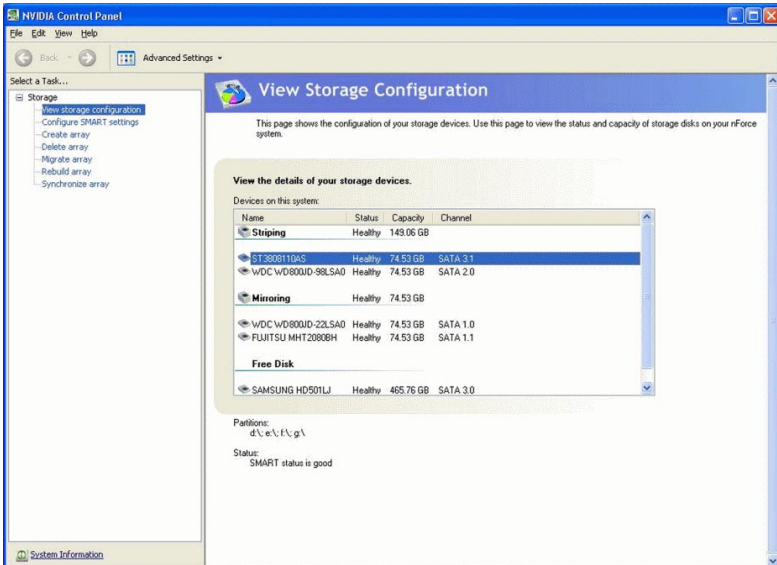 NVIDIA Control Panel
File Edit View Help
Back Advanced Settings
Select a Task...
Storage
View storage configuration
Configure SMART settings
Create array
Delete array
Migrate array
Rebuild array
Synchronize array
System Information
View Storage Configuration
This page shows the configuration of your storage devices. Use this page to view the status and capacity of storage disks on your nForce
system.
View the details of your storage devices.
Devices on this system:
Name Status Capacity Channel
Striping Healthy 149.06 GB
ST3808110AS Healthy 74.53 GB SATA 3.1
WDC WD800JD-98LSA0 Healthy 74.53 GB SATA 2.0
Mirroring Healthy 74.53 GB
WDC WD800JD-22LSA0 Healthy 74.53 GB SATA 1.0
FUJITSU MHT2080BH Healthy 74.53 GB SATA 1.1
Free Disk
SAMSUNG HD501LJ Healthy 465.76 GB SATA 3.0
Partitions:
d:\; e:\; f:\; g:\
Status:
SMART status is good